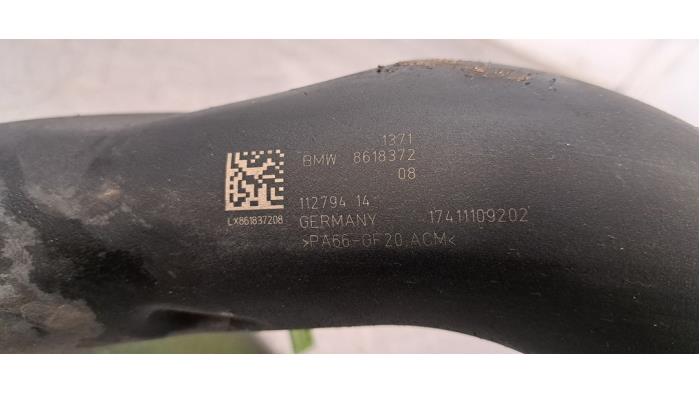 1371
BMW 8618372
08
LX861837208
112794 14
GERMANY 17411109202
>PA66-GF20,ACM<